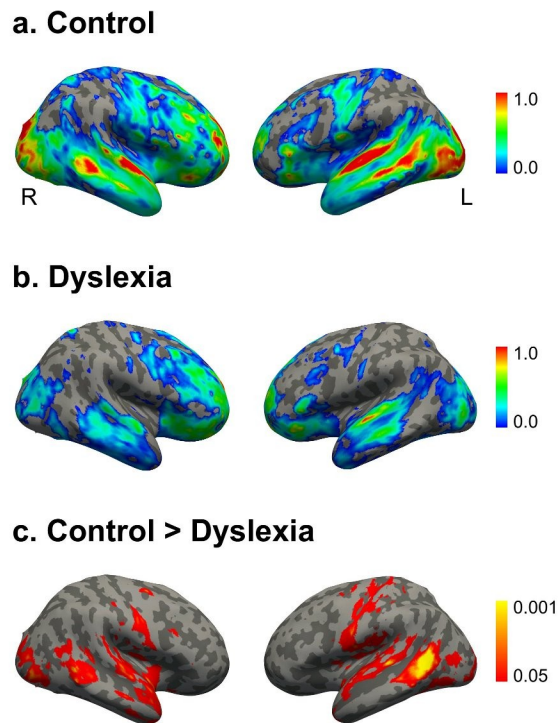 a. Control
1.0
0.0
R
L
b. Dyslexia
1.0
0.0
c. Control > Dyslexia
0.001
0.05